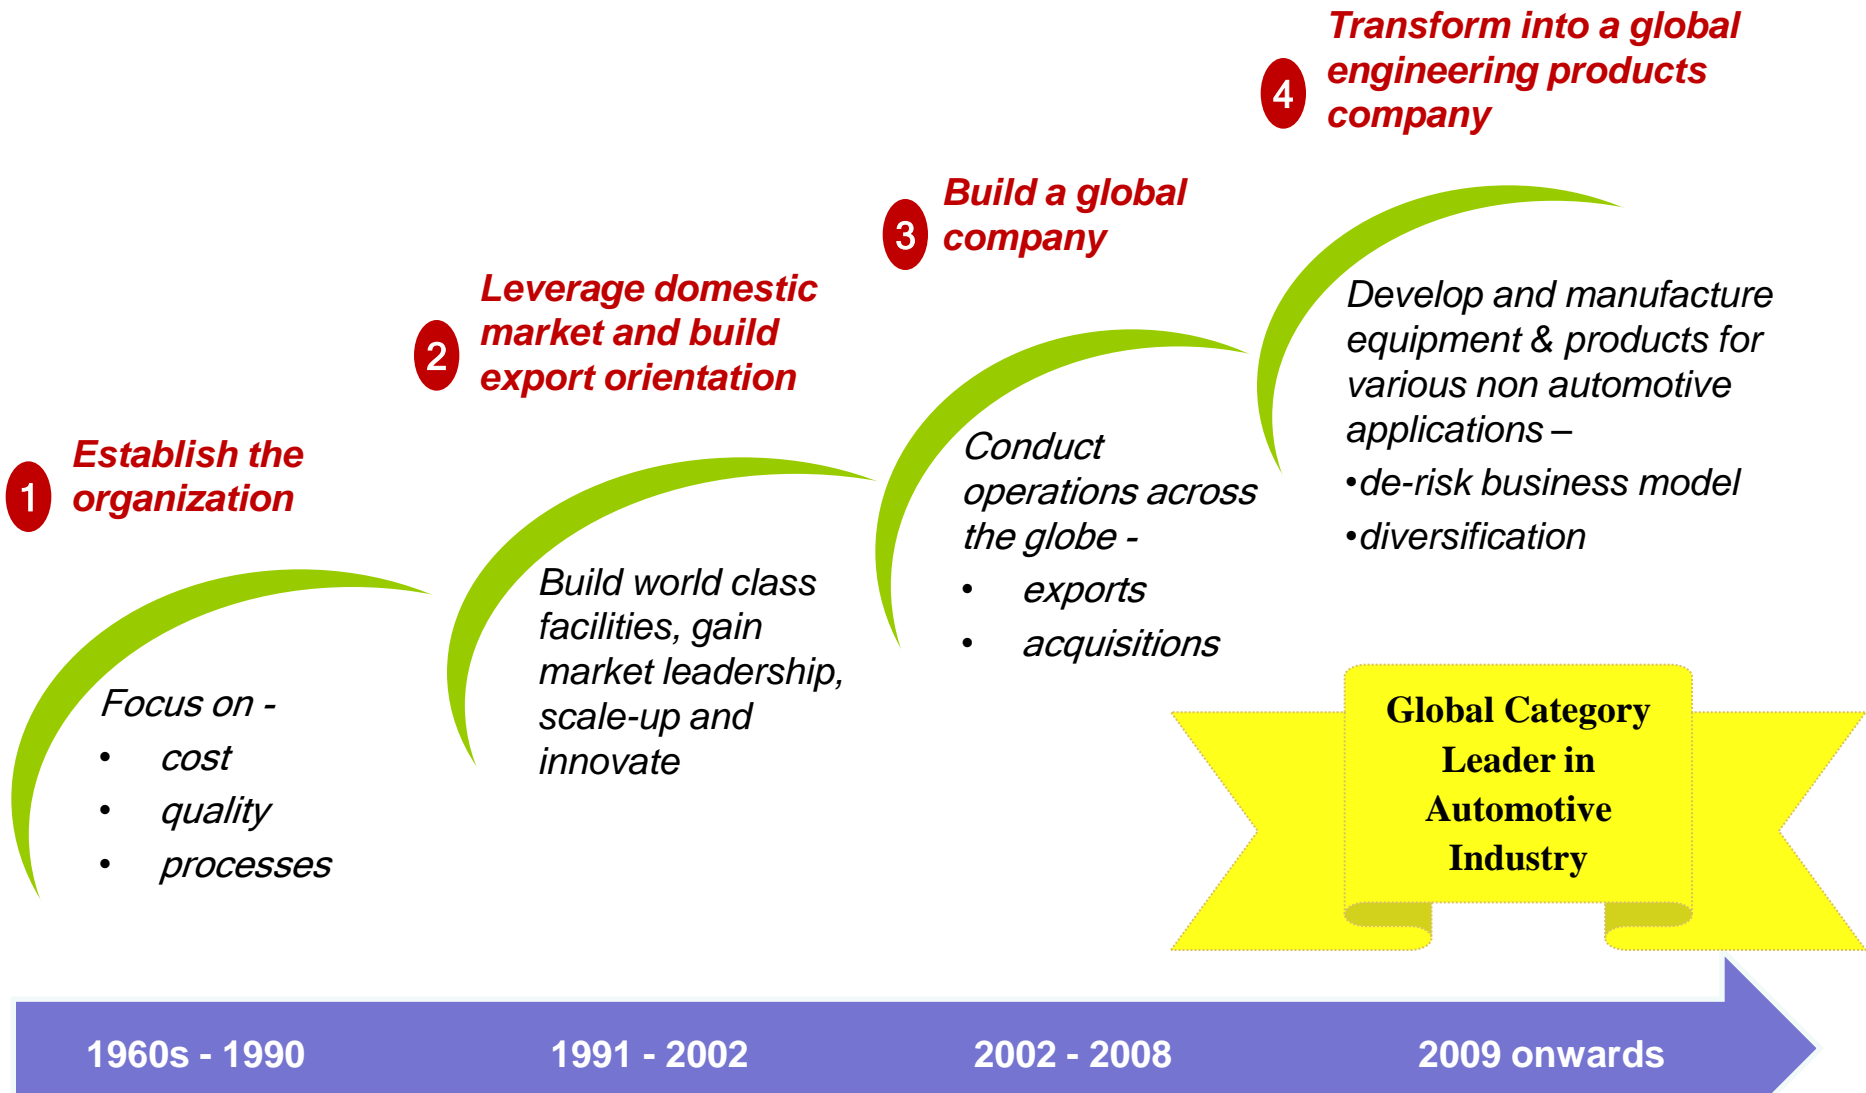 1
Establish the
organization
Focus on -
• cost
• quality
• processes
2
Leverage domestic
market and build
export orientation
Build world class
facilities, gain
market leadership,
scale-up and
innovate
3
Build a global
company
Conduct
operations across
the globe -
• exports
• acquisitions
4
Transform into a global
engineering products
company
Develop and manufacture
equipment & products for
various non automotive
applications –
•de-risk business model
•diversification
Global Category
Leader in
Automotive
Industry
1960s - 1990
1991 - 2002
2002 - 2008
2009 onwards